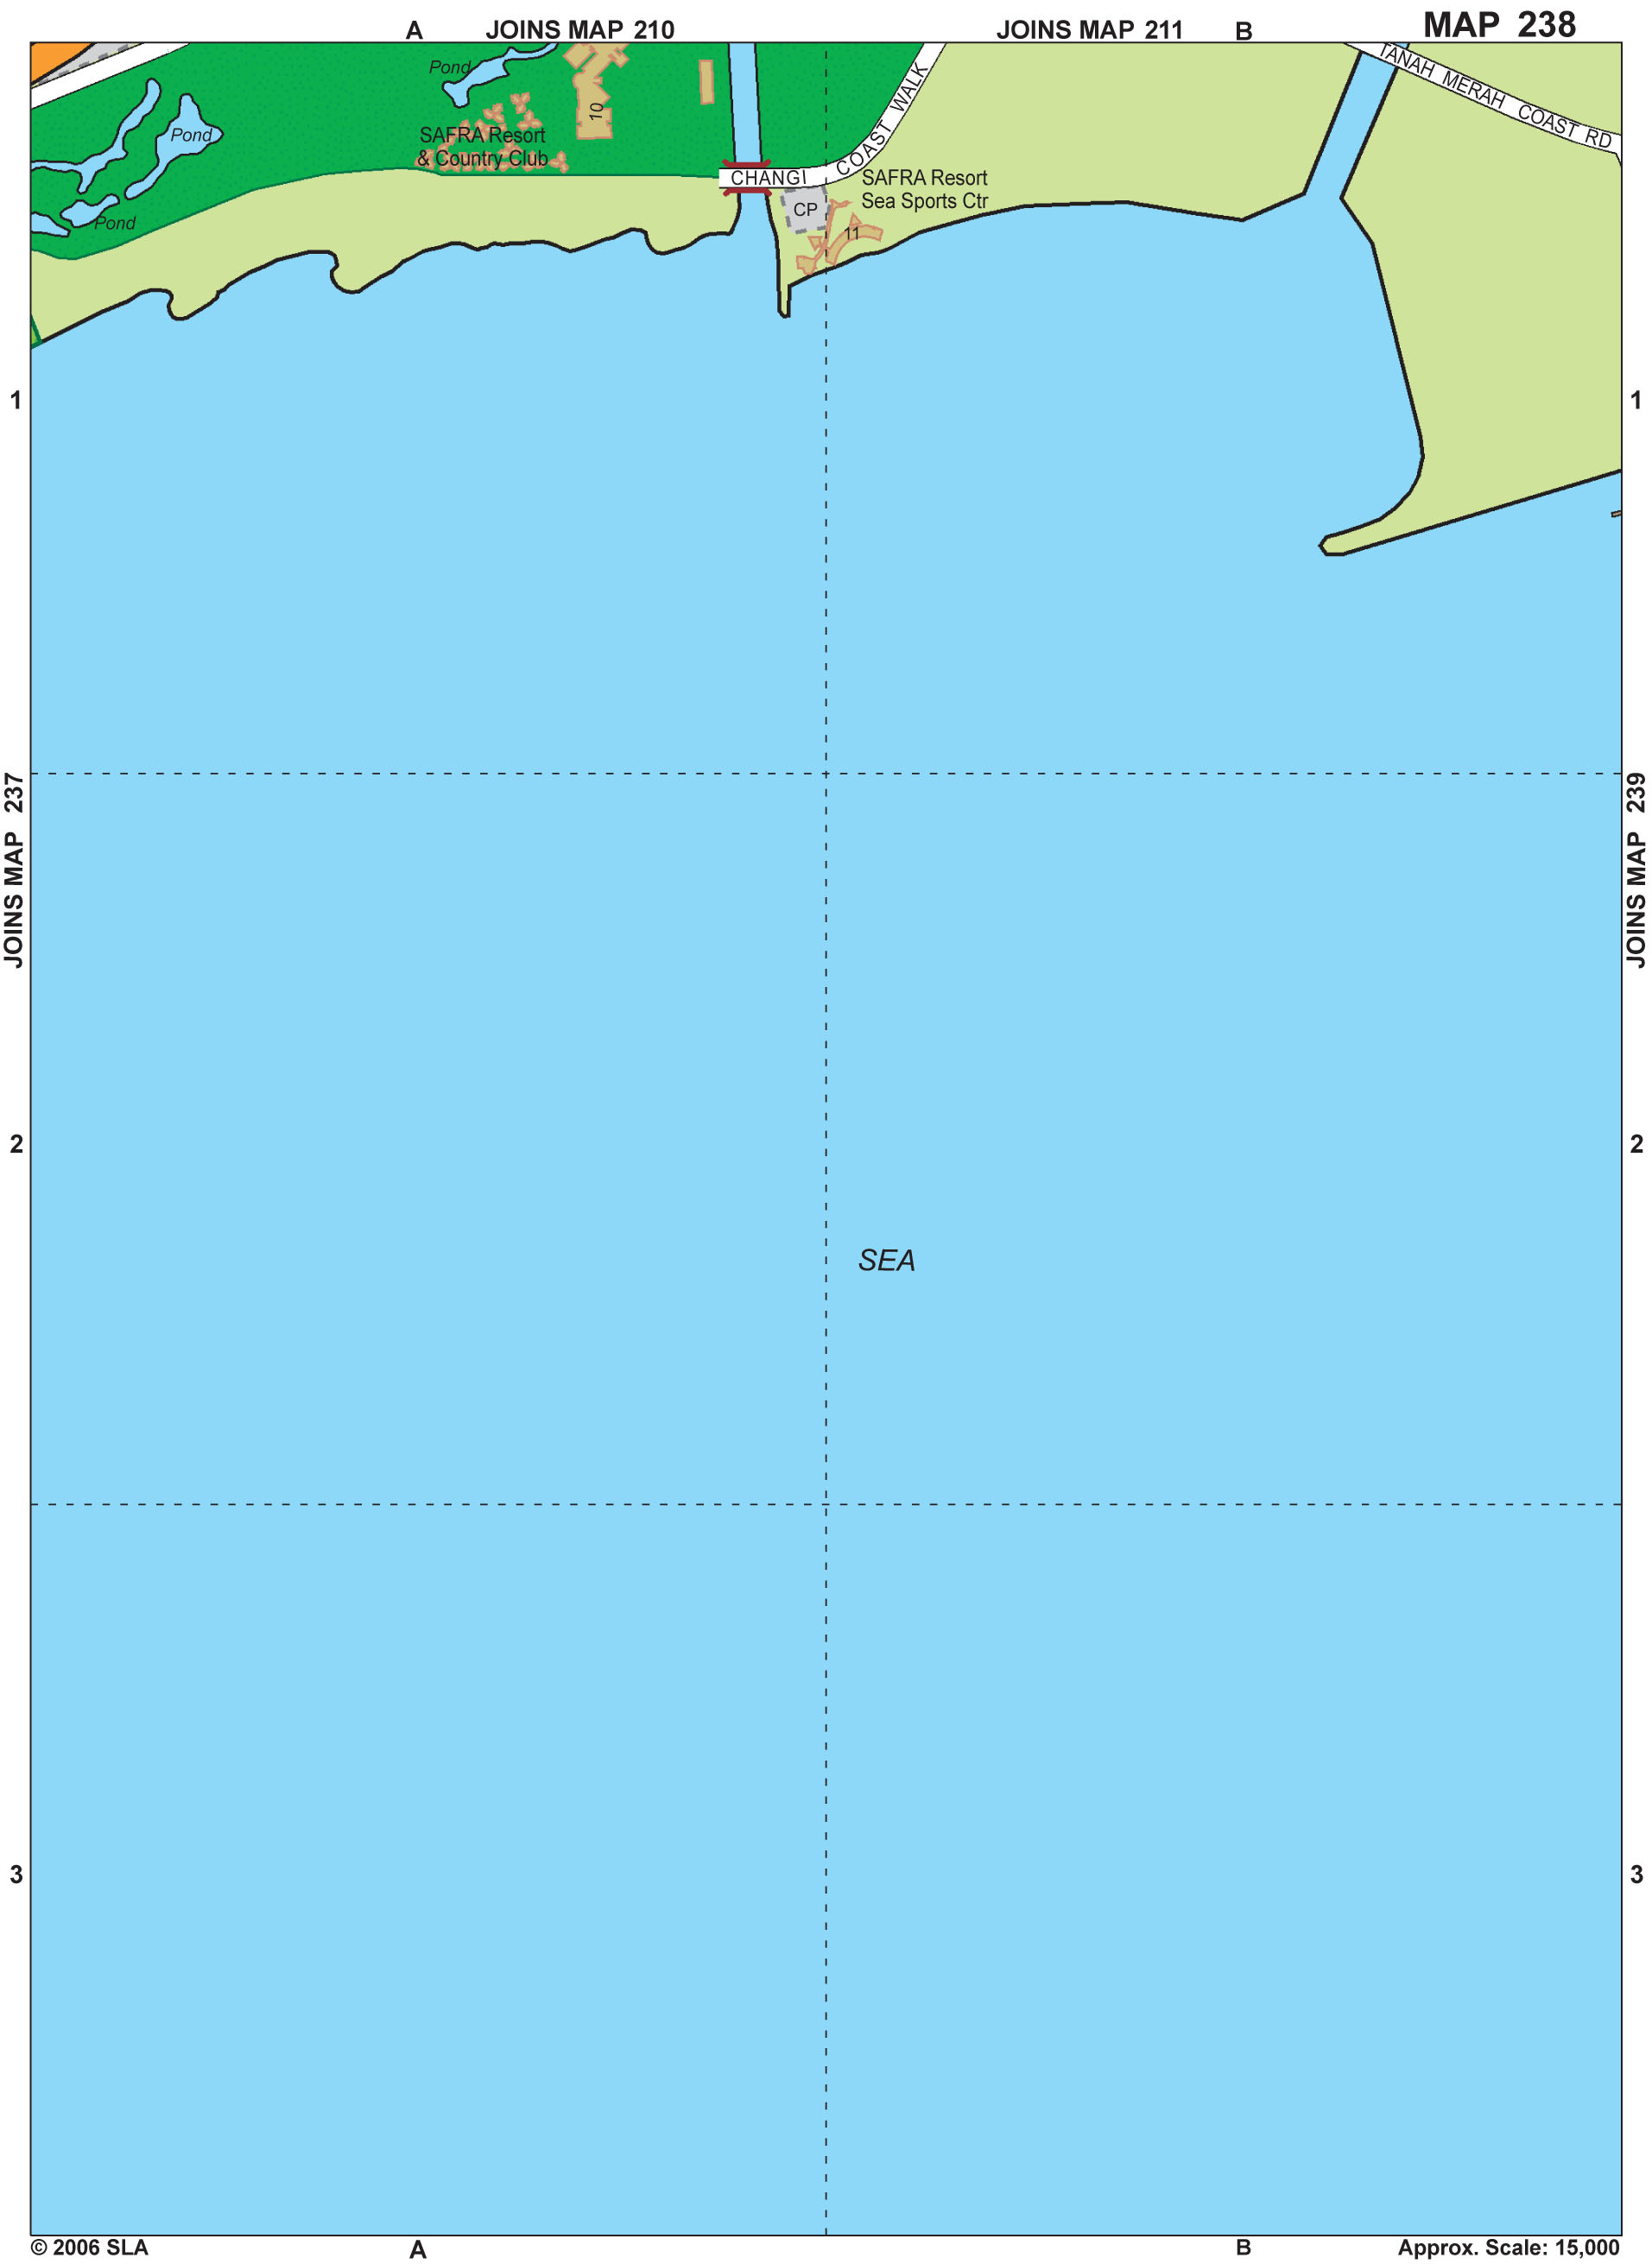 A JOINS MAP 210 JOINS MAP 211 B MAP 238
TANAH MERAH COAST RD
Pond
10
Pond
SAFRA Resort
& Country Club
CHANGI COAST WALK
SAFRA Resort
Sea Sports Ctr
CP
Pond
11
1 1
JOINS MAP 237
JOINS MAP 239
2 2
SEA
3 3
© 2006 SLA A B Approx. Scale: 15,000